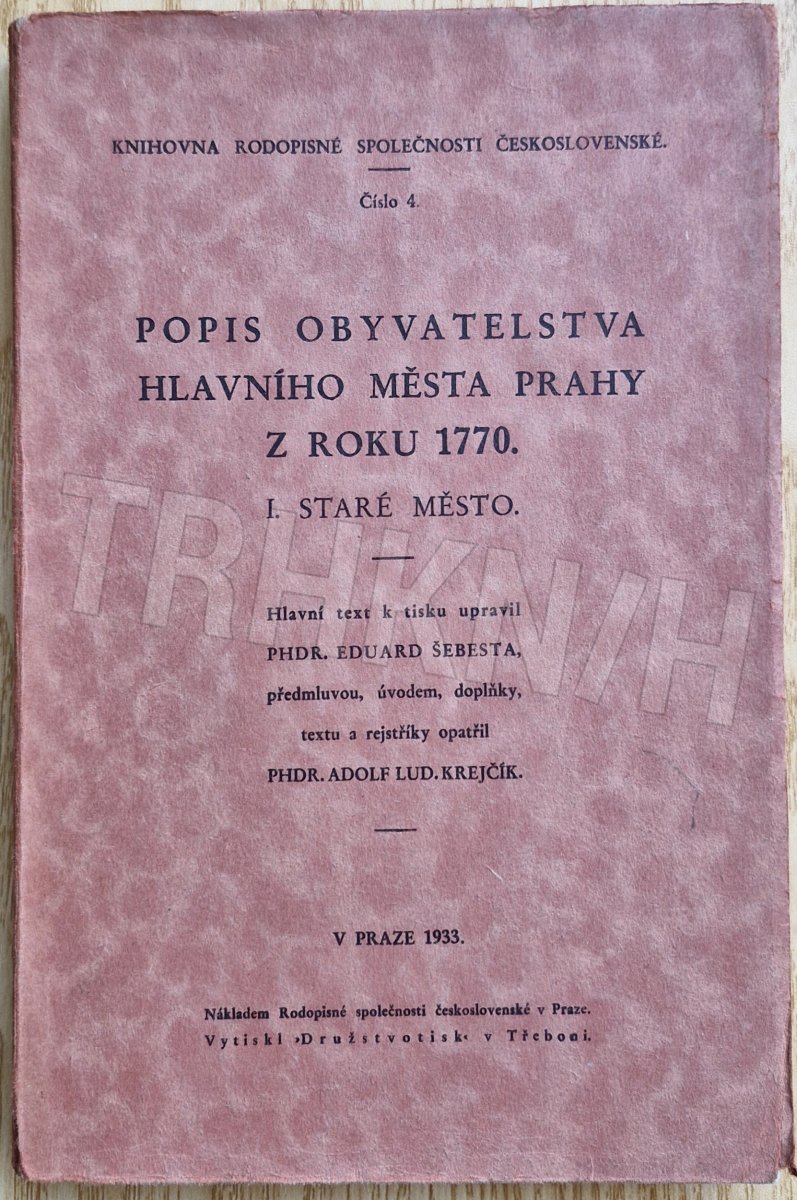 KNIHOVNA RODOPISNÉ SPOLEČNOSTI ČESKOSLOVENSKÉ.
Číslo 4.
POPIS OBYVATELSTVA
HLAVNÍHO MĚSTA PRAHY
Z ROKU 1770.
I. STARÉ MĚSTO.
TRHKNIH
Hlavní text k tisku upravil
PHDR. EDUARD ŠEBESTA,
předmluvou, úvodem, doplňky,
textu a rejstříky opatřil
PHDR. ADOLF LUD. KREJČÍK.
V PRAZE 1933.
Nákladem Rodopisné společnosti československé v Praze.
Vytiskl ›Družstvotisk‹ v Třeboni.